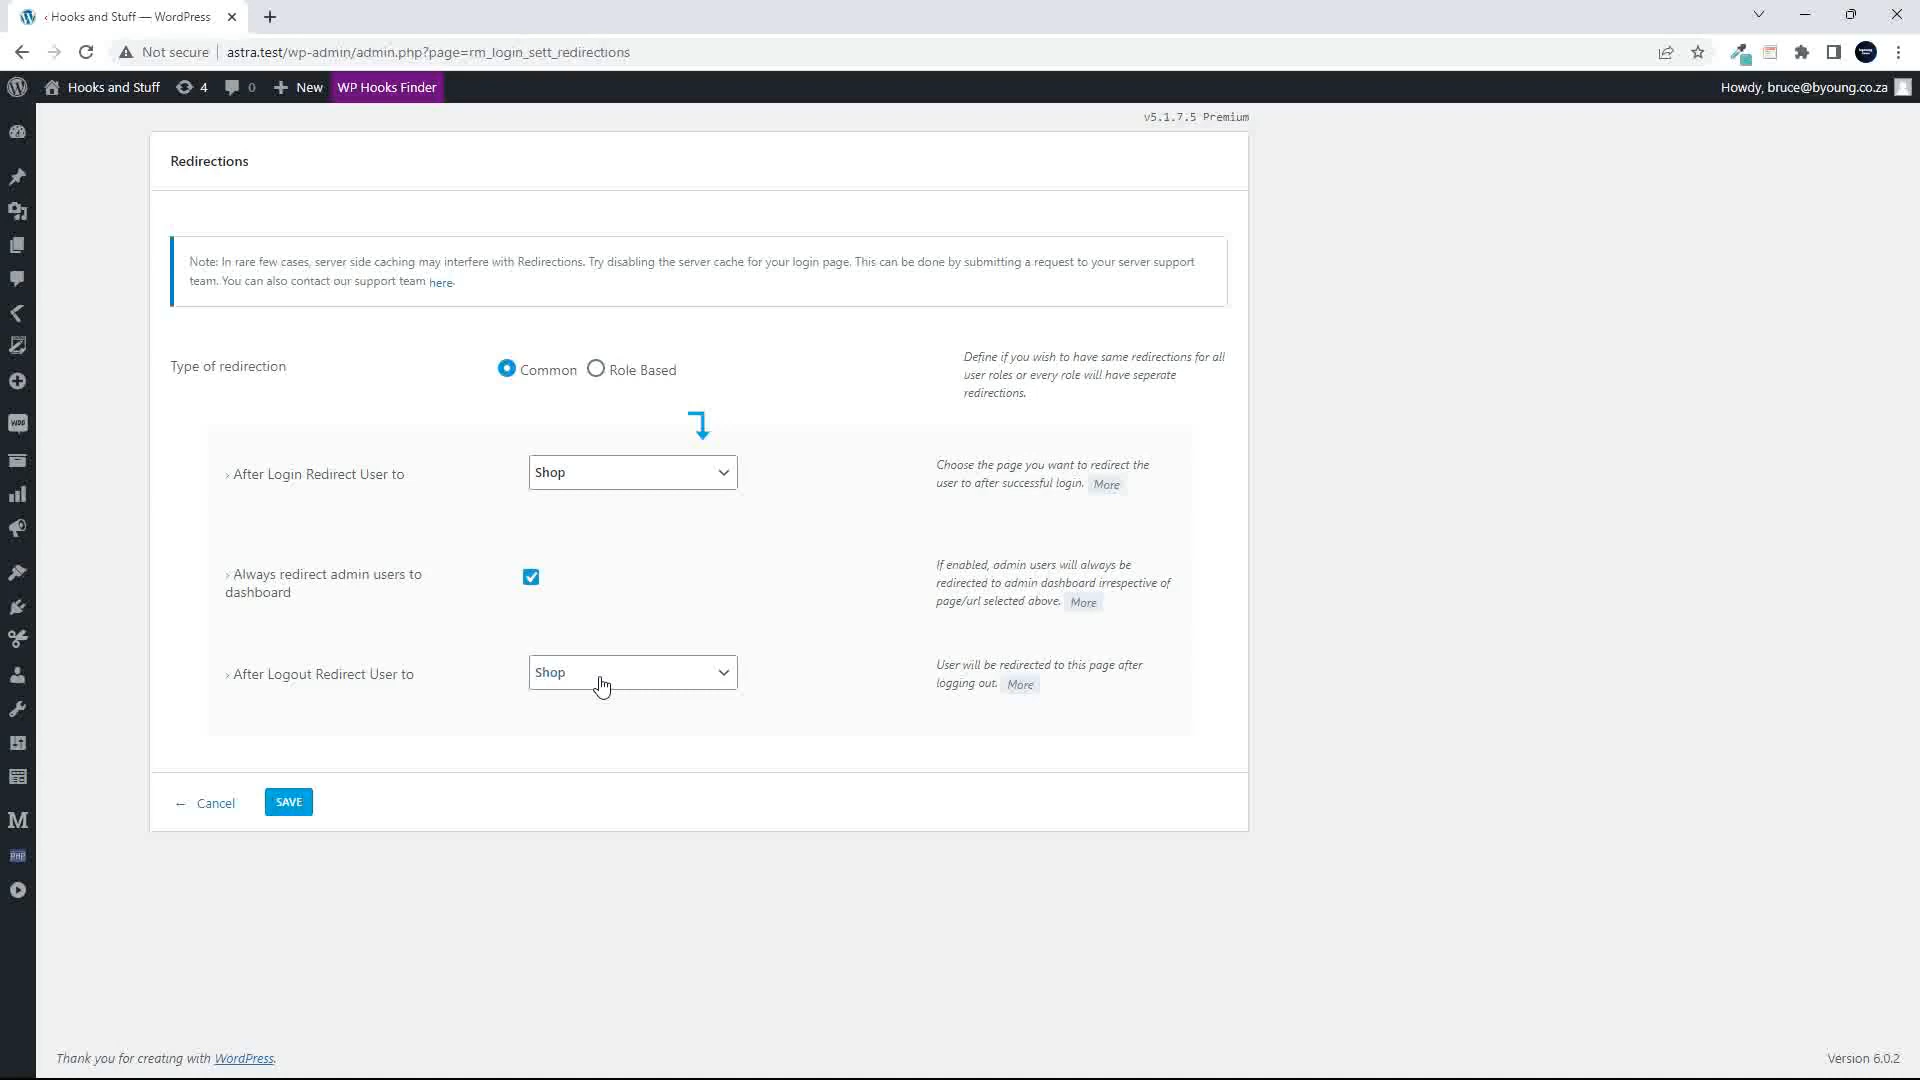 ‹ Hooks and Stuff — WordPress
Not secure
astra.test/wp-admin/admin.php?page=rm_login_sett_redirections
Hooks and Stuff
4
0
New
WP Hooks Finder
Howdy, bruce@byoung.co.za
v5.1.7.5 Premium
Redirections
Note: In rare few cases, server side caching may interfere with Redirections. Try disabling the server cache for your login page. This can be done by submitting a request to your server support
team. You can also contact our support team here.
Type of redirection
Common
Role Based
Define if you wish to have same redirections for all
user roles or every role will have seperate
redirections.
› After Login Redirect User to
Shop
Choose the page you want to redirect the
user to after successful login. More
› Always redirect admin users to
dashboard
If enabled, admin users will always be
redirected to admin dashboard irrespective of
page/url selected above. More
› After Logout Redirect User to
Shop
User will be redirected to this page after
logging out. More
← Cancel
SAVE
M
PHP
Thank you for creating with WordPress.
Version 6.0.2